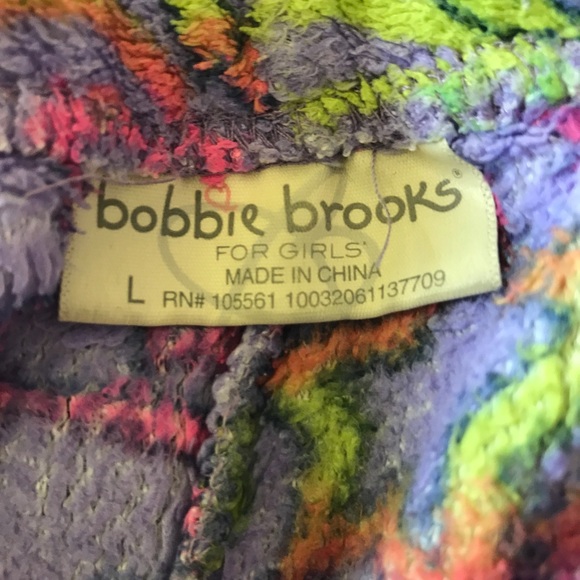 bobbie brooks®
FOR GIRLS®
MADE IN CHINA
L RN# 105561 10032061137709